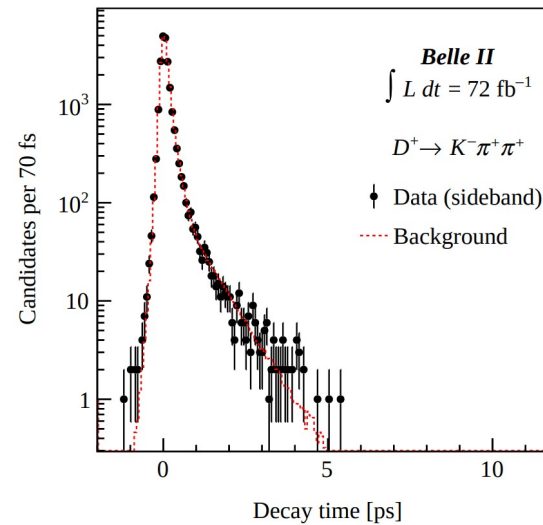 Candidates per 70 fs
10³
10²
10
1
Belle II
∫ L dt = 72 fb⁻¹
D⁺→ K⁻π⁺π⁺
Data (sideband)
Background
0 5 10
Decay time [ps]